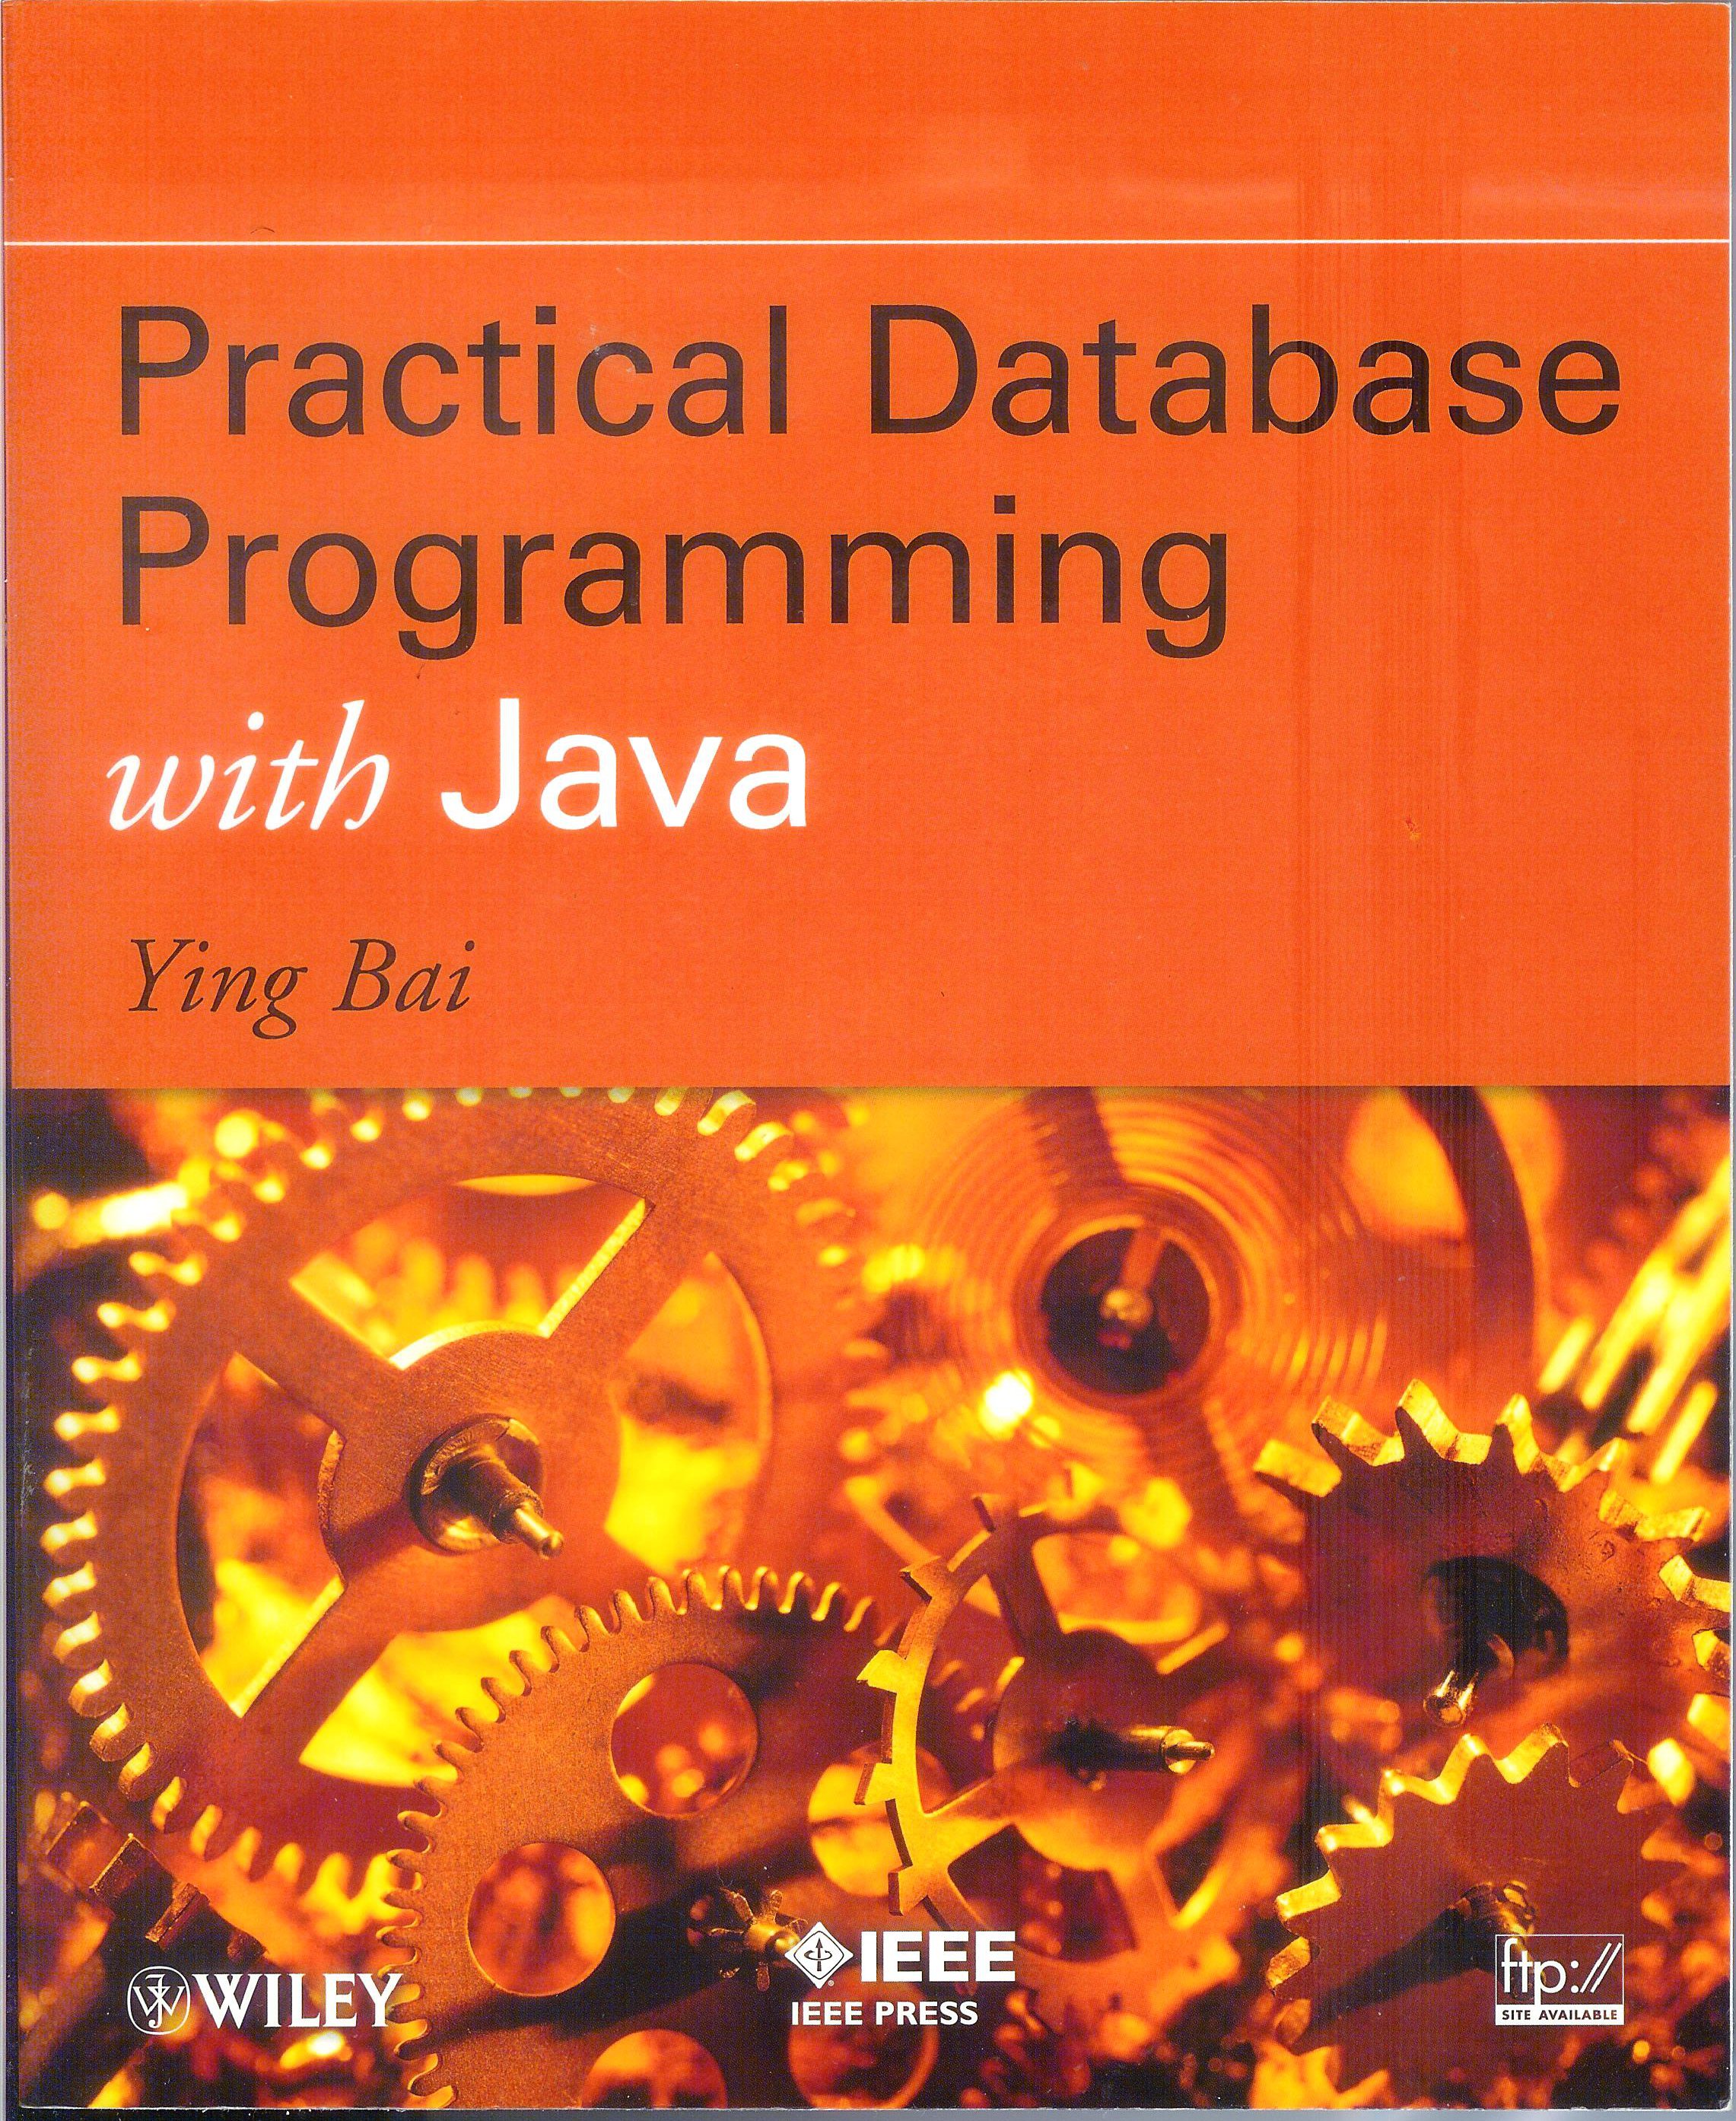 Practical Database
Programming
with Java
Ying Bai
WILEY
IEEE
IEEE PRESS
ftp://
SITE AVAILABLE